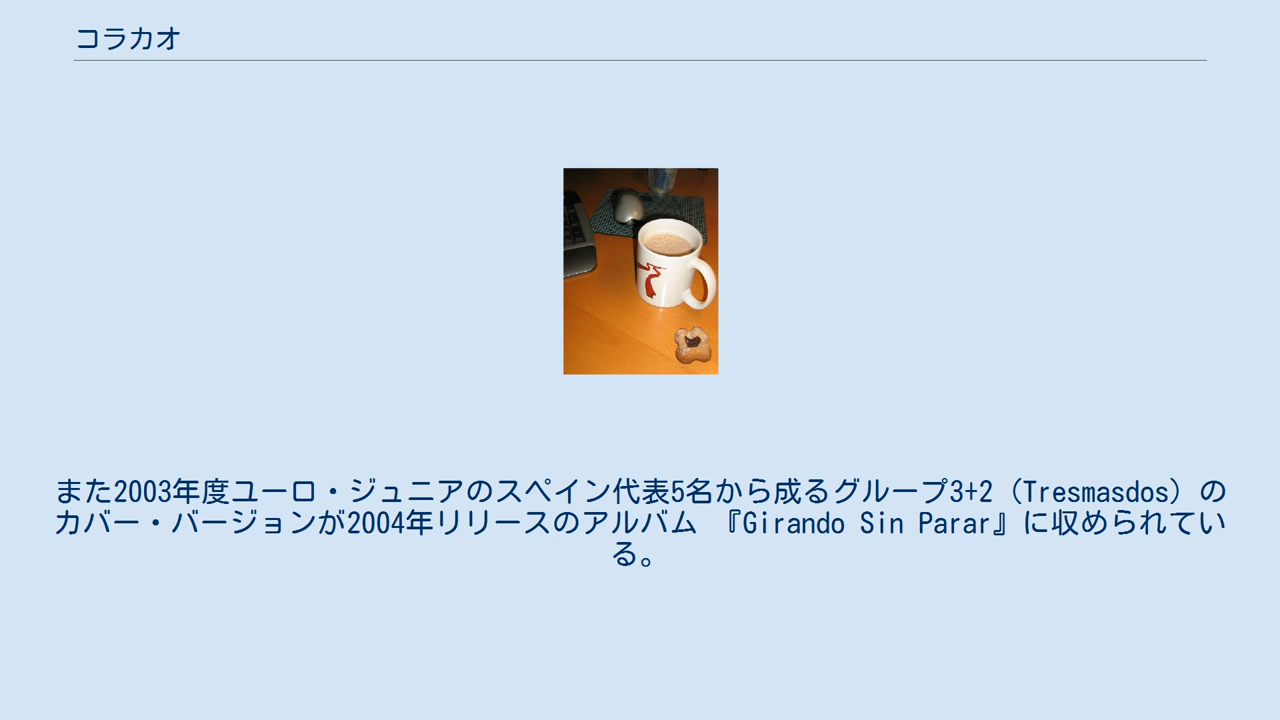 コラカオ
また2003年度ユーロ・ジュニアのスペイン代表5名から成るグループ3+2（Tresmasdos）の
カバー・バージョンが2004年リリースのアルバム 『Girando Sin Parar』に収められてい
る。